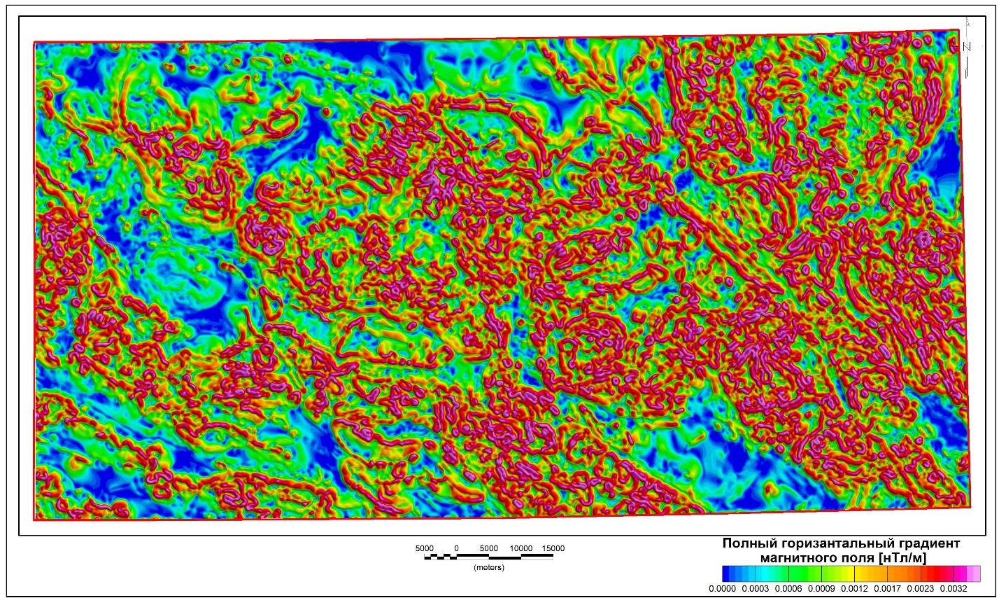 N
5000 0 5000 10000 15000
(meters)
Полный горизантальный градиент
магнитного поля [нТл/м]
0.0000 0.0003 0.0006 0.0009 0.0012 0.0017 0.0023 0.0032